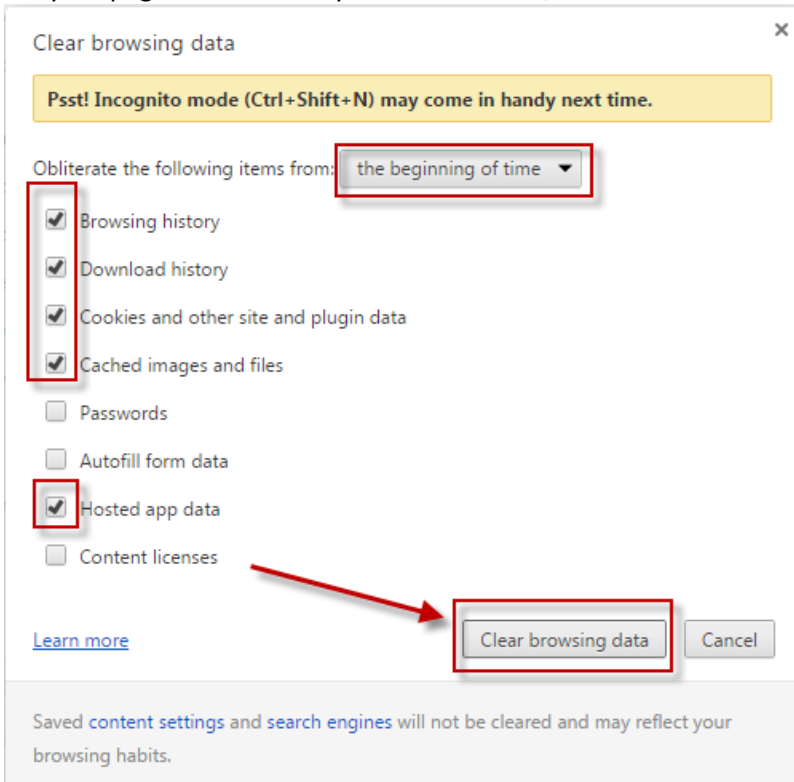 Clear browsing data
Psst! Incognito mode (Ctrl+Shift+N) may come in handy next time.
Obliterate the following items from: the beginning of time
Browsing history
Download history
Cookies and other site and plugin data
Cached images and files
Passwords
Autofill form data
Hosted app data
Content licenses
Learn more Clear browsing data Cancel
Saved content settings and search engines will not be cleared and may reflect your
browsing habits.